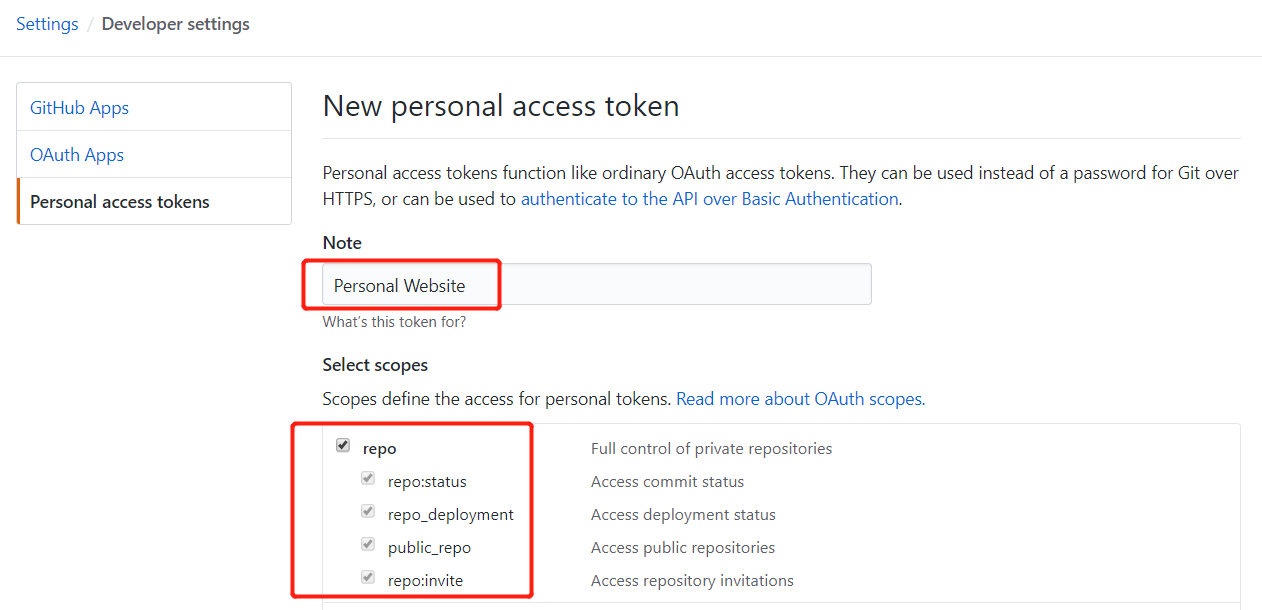 Settings / Developer settings
GitHub Apps
OAuth Apps
Personal access tokens
New personal access token
Personal access tokens function like ordinary OAuth access tokens. They can be used instead of a password for Git over
HTTPS, or can be used to authenticate to the API over Basic Authentication.
Note
Personal Website
What's this token for?
Select scopes
Scopes define the access for personal tokens. Read more about OAuth scopes.
repo Full control of private repositories
repo:status Access commit status
repo_deployment Access deployment status
public_repo Access public repositories
repo:invite Access repository invitations